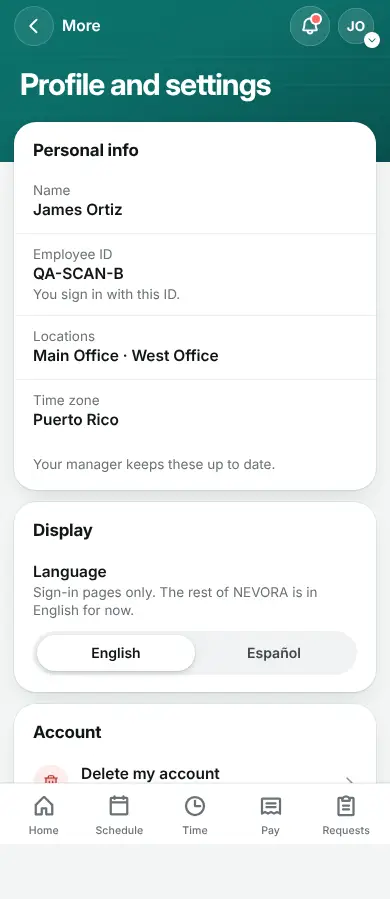 More
JO
Profile and settings
Personal info
Name
James Ortiz
Employee ID
QA-SCAN-B
You sign in with this ID.
Locations
Main Office · West Office
Time zone
Puerto Rico
Your manager keeps these up to date.
Display
Language
Sign-in pages only. The rest of NEVORA is in
English for now.
English
Español
Account
Delete my account
Home
Schedule
Time
Pay
Requests